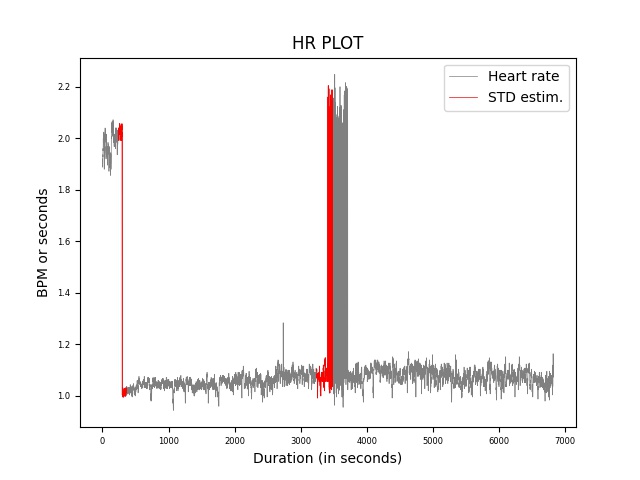 HR PLOT
Heart rate
STD estim.
BPM or seconds
2.2
2.0
1.8
1.6
1.4
1.2
1.0
0 1000 2000 3000 4000 5000 6000 7000
Duration (in seconds)